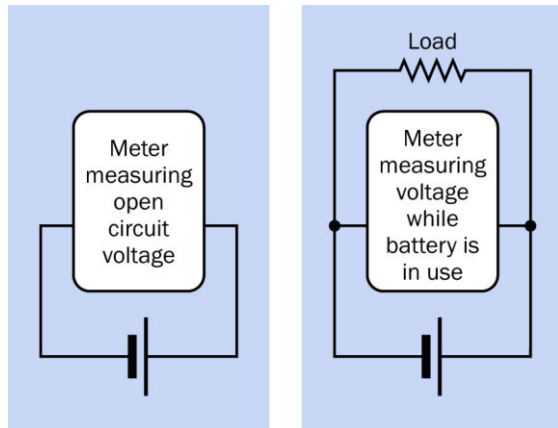 Meter
measuring
open
circuit
voltage
Load
Meter
measuring
voltage
while
battery is
in use